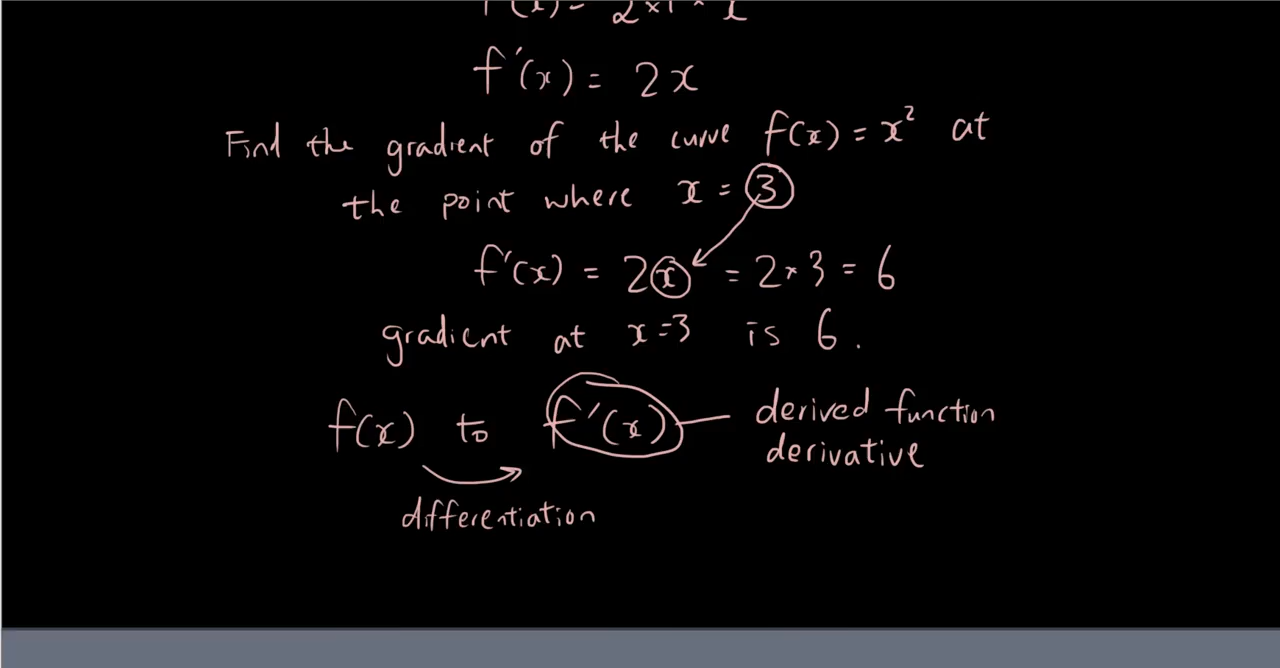 f'(x) = 2x
Find the gradient of the curve f(x) = x² at
the point where x = 3
f'(x) = 2x = 2 × 3 = 6
gradient at x=3 is 6.
f(x) to f'(x) — derived function
derivative
differentiation